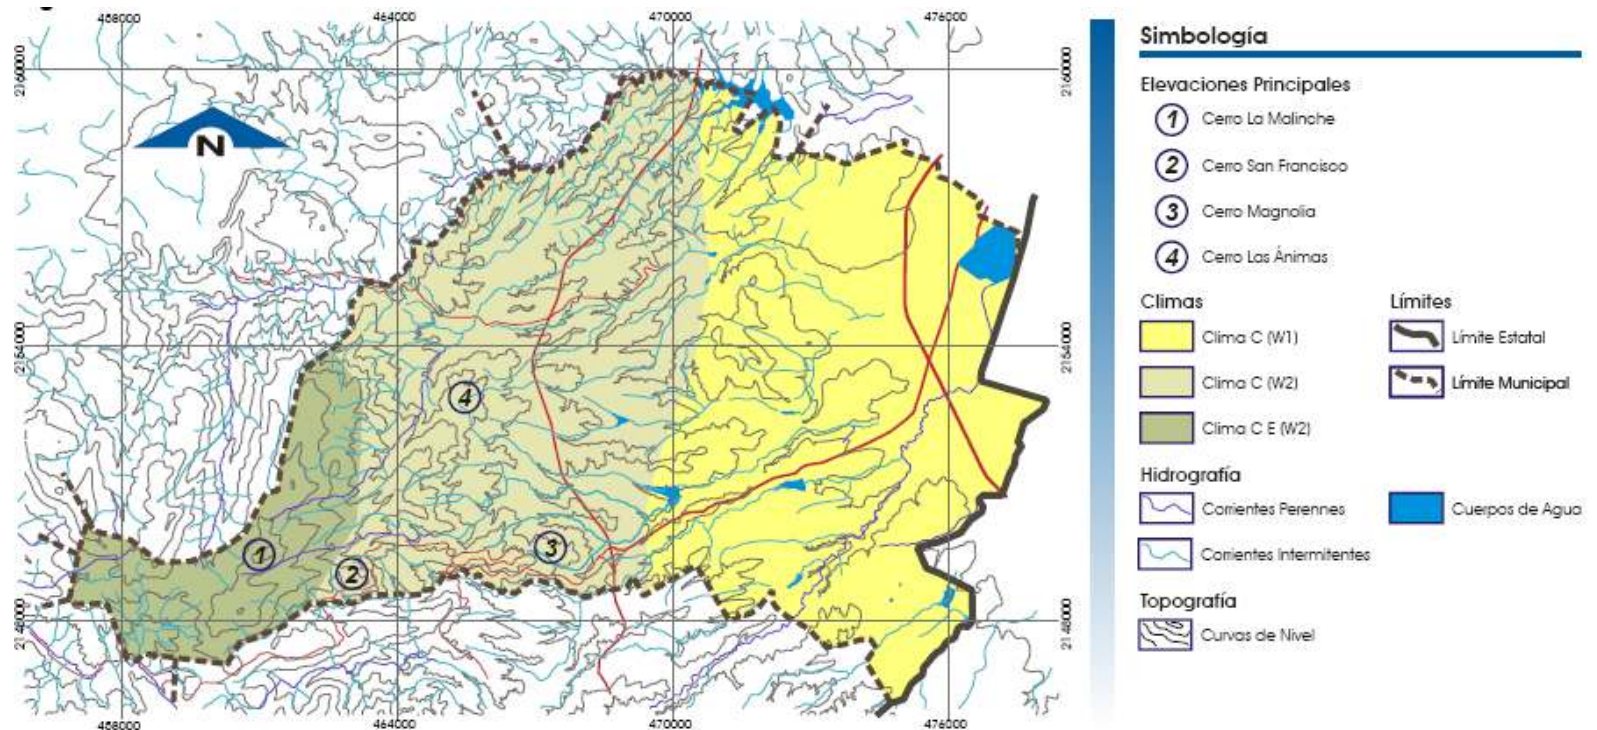 458000 464000 470000 476000
2160000 2160000
N
2154000 2154000
4
1 2 3
2148000 2148000
458000 464000 470000 476000
Simbología
Elevaciones Principales
1 Cerro La Malinche
2 Cerro San Francisco
3 Cerro Magnolia
4 Cerro Las Ánimas
Climas Límites
Clima C (W1) Límite Estatal
Clima C (W2) Límite Municipal
Clima C E (W2)
Hidrografía
Corrientes Perennes Cuerpos de Agua
Corrientes Intermitentes
Topografía
Curvas de Nivel